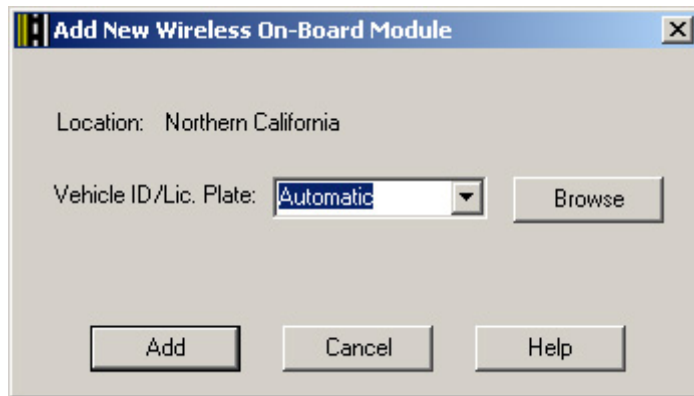 Add New Wireless On-Board Module
Location: Northern California
Vehicle ID/Lic. Plate: Automatic Browse
Add Cancel Help